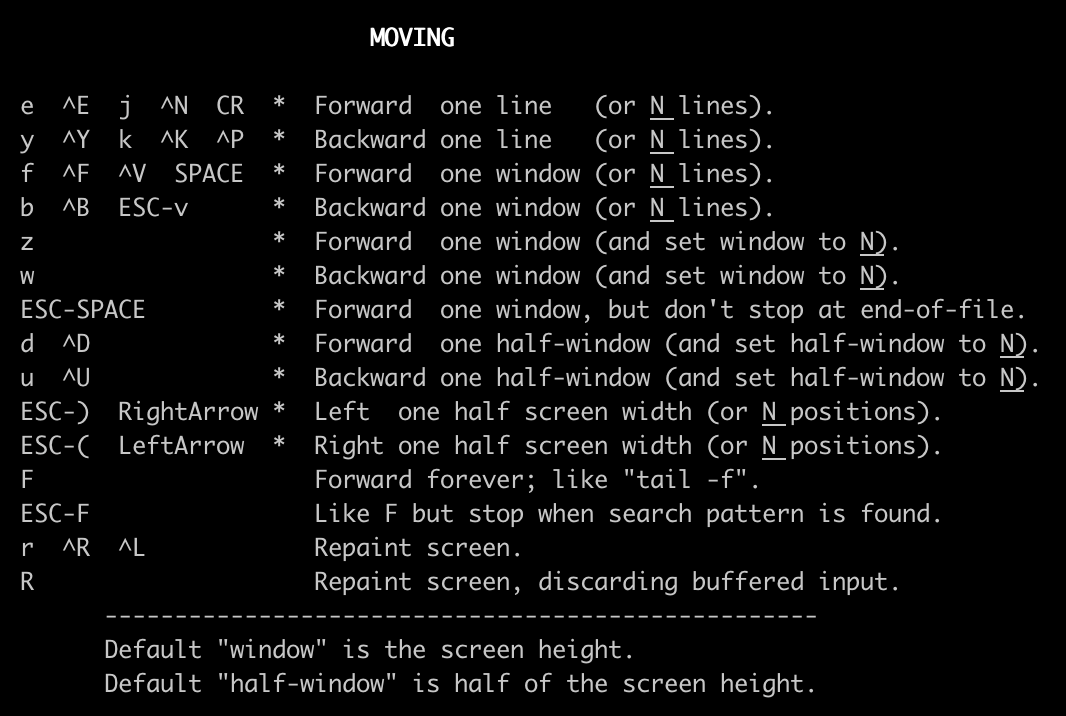 MOVING
e  ^E  j  ^N  CR  *  Forward  one line   (or N lines).
y  ^Y  k  ^K  ^P  *  Backward one line   (or N lines).
f  ^F  ^V  SPACE  *  Forward  one window (or N lines).
b  ^B  ESC-v      *  Backward one window (or N lines).
z                 *  Forward  one window (and set window to N).
w                 *  Backward one window (and set window to N).
ESC-SPACE         *  Forward  one window, but don't stop at end-of-file.
d  ^D             *  Forward  one half-window (and set half-window to N).
u  ^U             *  Backward one half-window (and set half-window to N).
ESC-)  RightArrow *  Left  one half screen width (or N positions).
ESC-(  LeftArrow  *  Right one half screen width (or N positions).
F                    Forward forever; like "tail -f".
ESC-F                Like F but stop when search pattern is found.
r  ^R  ^L            Repaint screen.
R                    Repaint screen, discarding buffered input.
---------------------------------------------------
Default "window" is the screen height.
Default "half-window" is half of the screen height.